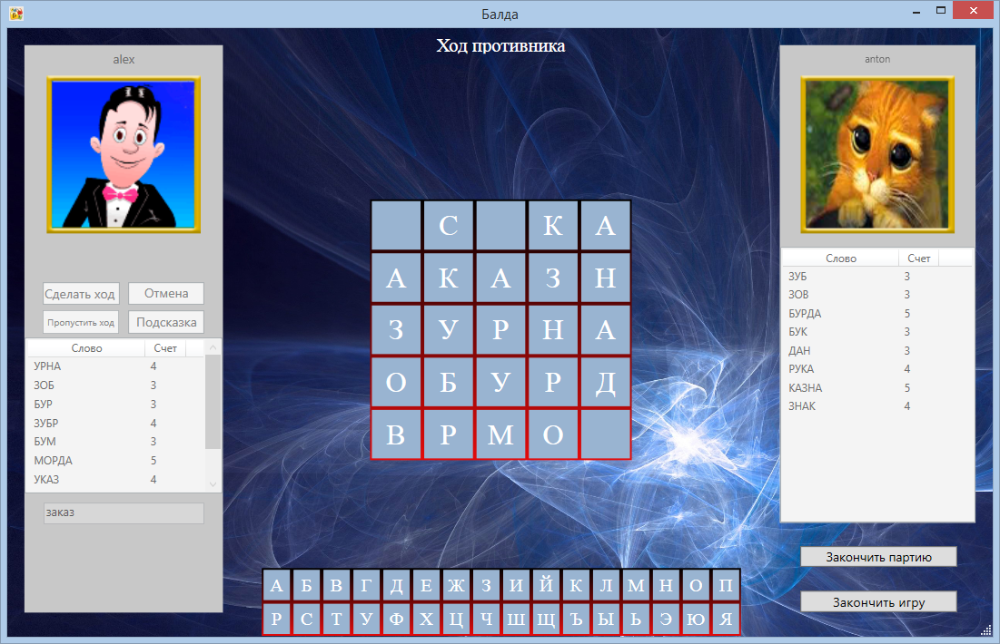 Балда
Ход противника
alex
Сделать ход
Отмена
Пропустить ход
Подсказка
Слово Счет
УРНА 4
ЗОБ 3
БУР 3
ЗУБР 4
БУМ 3
МОРДА 5
УКАЗ 4
заказ
С К А
А К А З Н
З У Р Н А
О Б У Р Д
В Р М О
А Б В Г Д Е Ж З И Й К Л М Н О П
Р С Т У Ф Х Ц Ч Ш Щ Ъ Ы Ь Э Ю Я
anton
Слово Счет
ЗУБ 3
ЗОВ 3
БУРДА 5
БУК 3
ДАН 3
РУКА 4
КАЗНА 5
ЗНАК 4
Закончить партию
Закончить игру